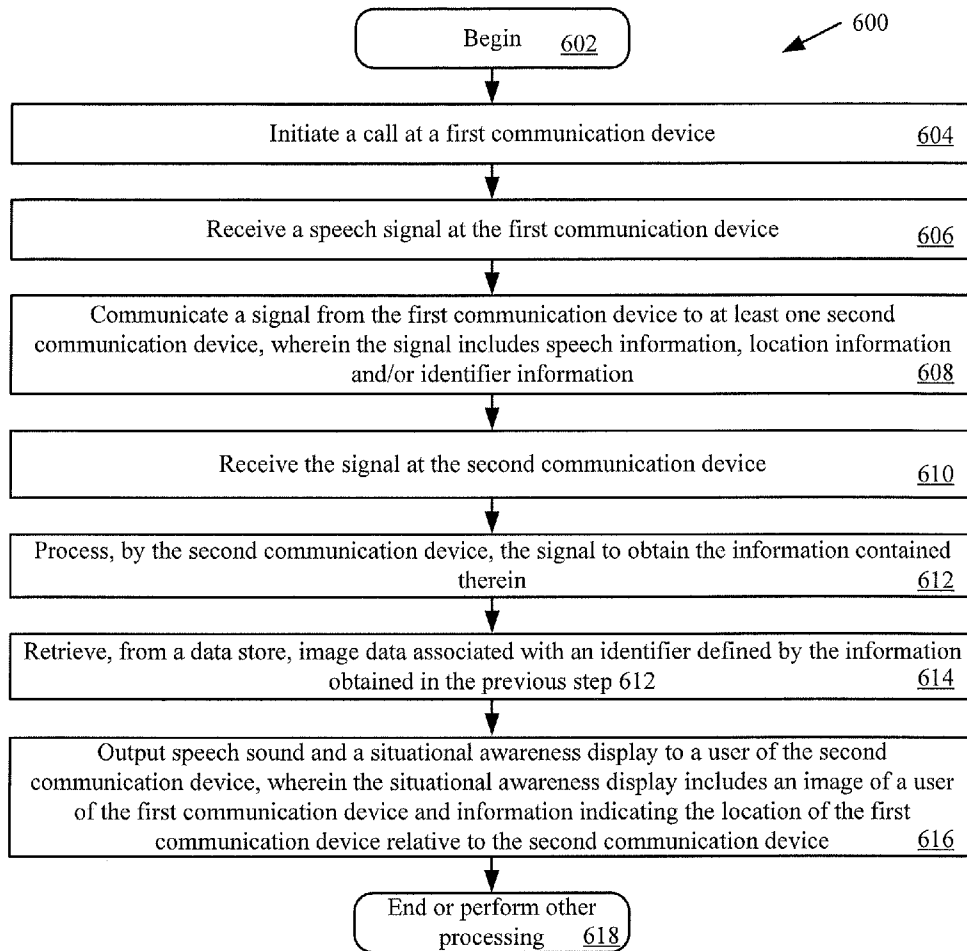 600
Begin 602
Initiate a call at a first communication device
604
Receive a speech signal at the first communication device
606
Communicate a signal from the first communication device to at least one second
communication device, wherein the signal includes speech information, location information
and/or identifier information 608
Receive the signal at the second communication device
610
Process, by the second communication device, the signal to obtain the information contained
therein 612
Retrieve, from a data store, image data associated with an identifier defined by the information
obtained in the previous step 612 614
Output speech sound and a situational awareness display to a user of the second
communication device, wherein the situational awareness display includes an image of a user
of the first communication device and information indicating the location of the first
communication device relative to the second communication device 616
End or perform other
processing 618